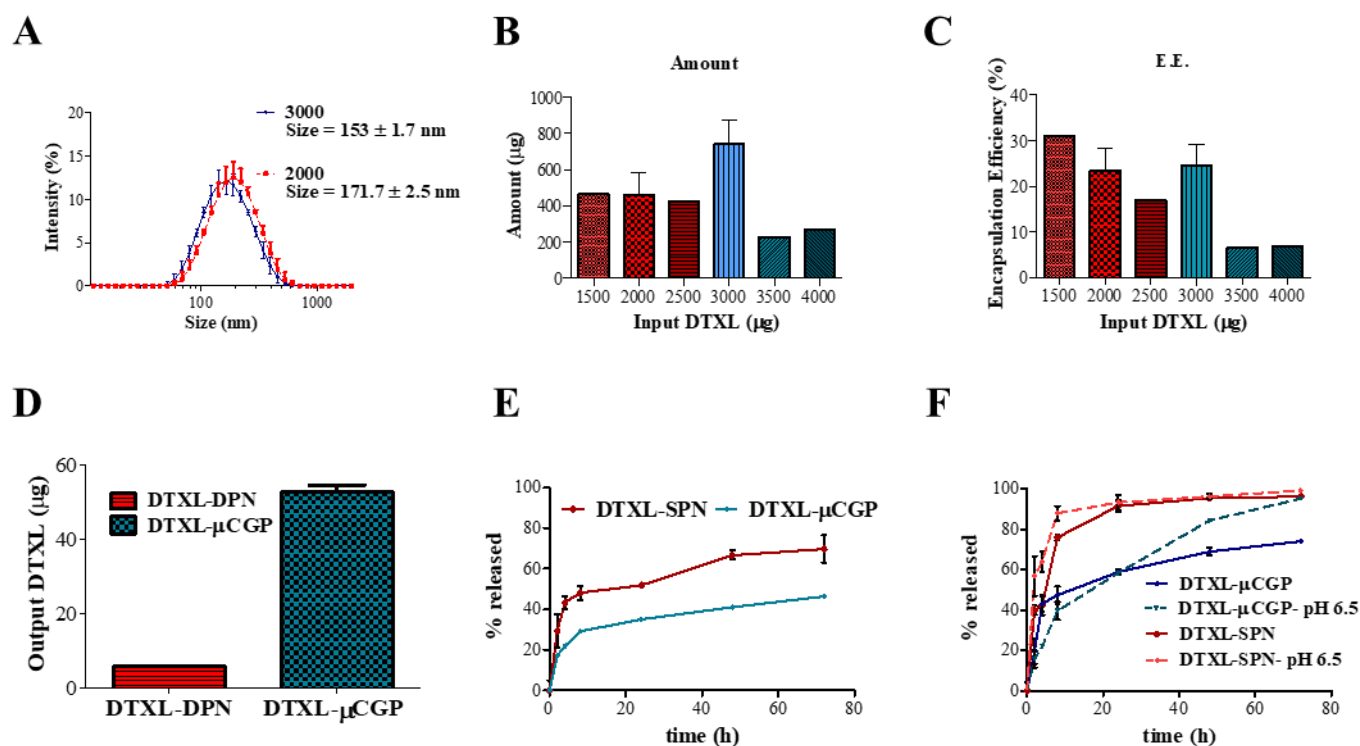 A
20
15
10
5
0
Intensity (%)
100
1000
Size (nm)
3000
Size = 153 ± 1.7 nm
2000
Size = 171.7 ± 2.5 nm
B
Amount
1000
800
600
400
200
0
Amount (µg)
1500 2000 2500 3000 3500 4000
Input DTXL (µg)
C
E.E.
40
30
20
10
0
Encapsulation Efficiency (%)
1500 2000 2500 3000 3500 4000
Input DTXL (µg)
D
60
40
20
0
Output DTXL (µg)
DTXL-DPN
DTXL-µCGP
DTXL-DPN DTXL-µCGP
E
100
80
60
40
20
0
% released
DTXL-SPN DTXL-µCGP
0 20 40 60 80
time (h)
F
100
80
60
40
20
0
% released
DTXL-µCGP
DTXL-µCGP- pH 6.5
DTXL-SPN
DTXL-SPN- pH 6.5
0 20 40 60 80
time (h)